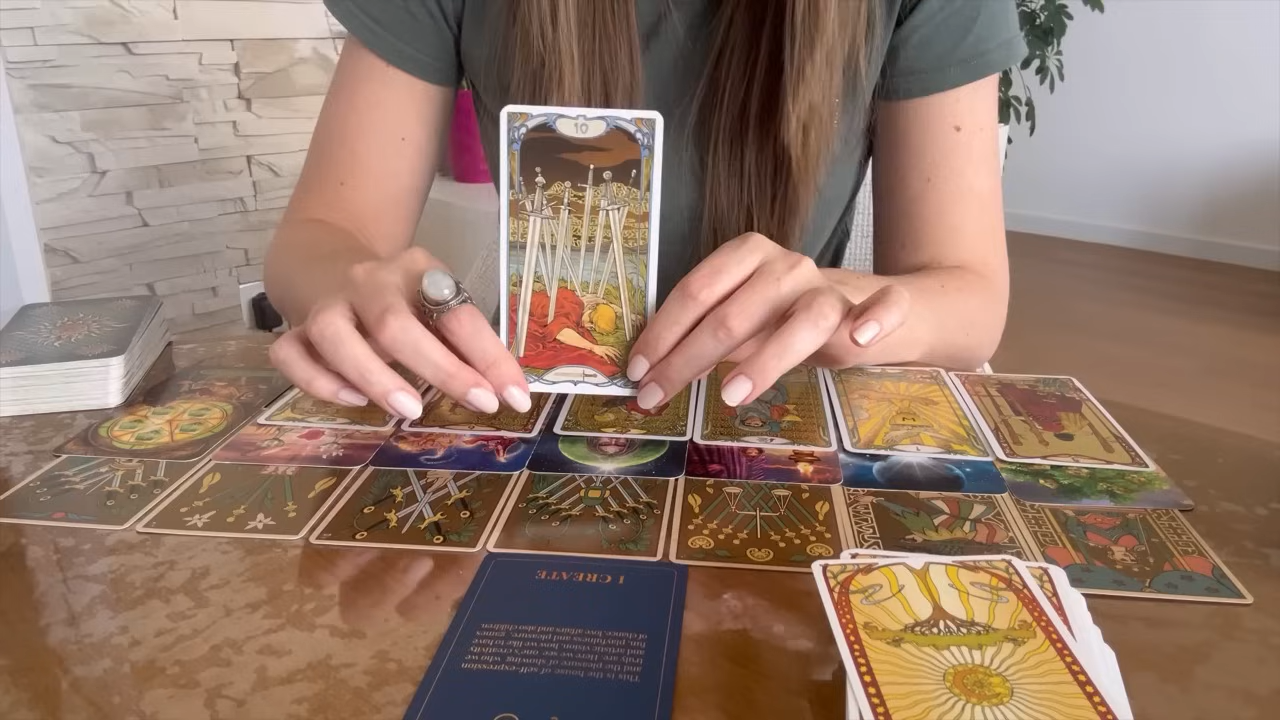 10
I CREATE
This is the house of self-expression
and the pleasure of showing who we
truly are. Here we see one's creativity
and artistic vision, how we like to have
fun, playfulness and pleasure, games
of chance, love affairs and also children.